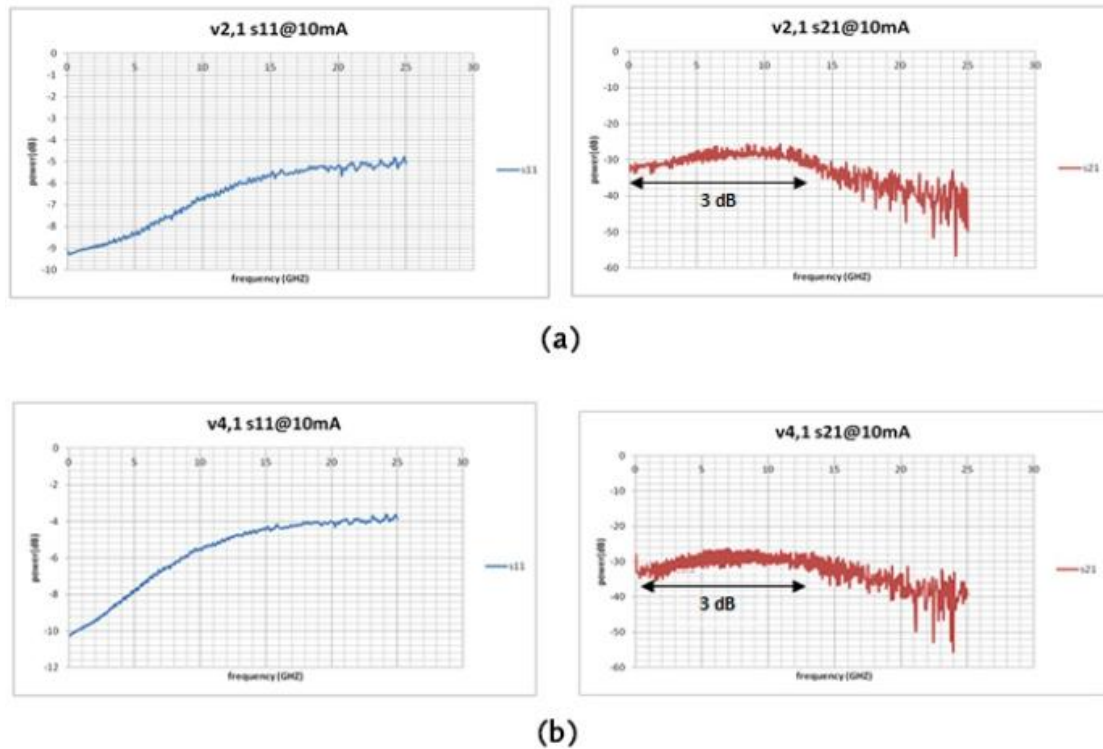 v2,1 s11@10mA
0 5 10 15 20 25 30
0
-1
-2
-3
-4
-5
-6
-7
-8
-9
-10
power(dB)
frequency (GHZ)
s11
v2,1 s21@10mA
0 5 10 15 20 25 30
0
-10
-20
-30
-40
-50
-60
power(dB)
3 dB
frequency (GHZ)
s21
(a)
v4,1 s11@10mA
0 5 10 15 20 25 30
0
-2
-4
-6
-8
-10
-12
power(dB)
frequency (GHZ)
s11
v4,1 s21@10mA
0 5 10 15 20 25 30
0
-10
-20
-30
-40
-50
-60
power(dB)
3 dB
frequency (GHZ)
s21
(b)